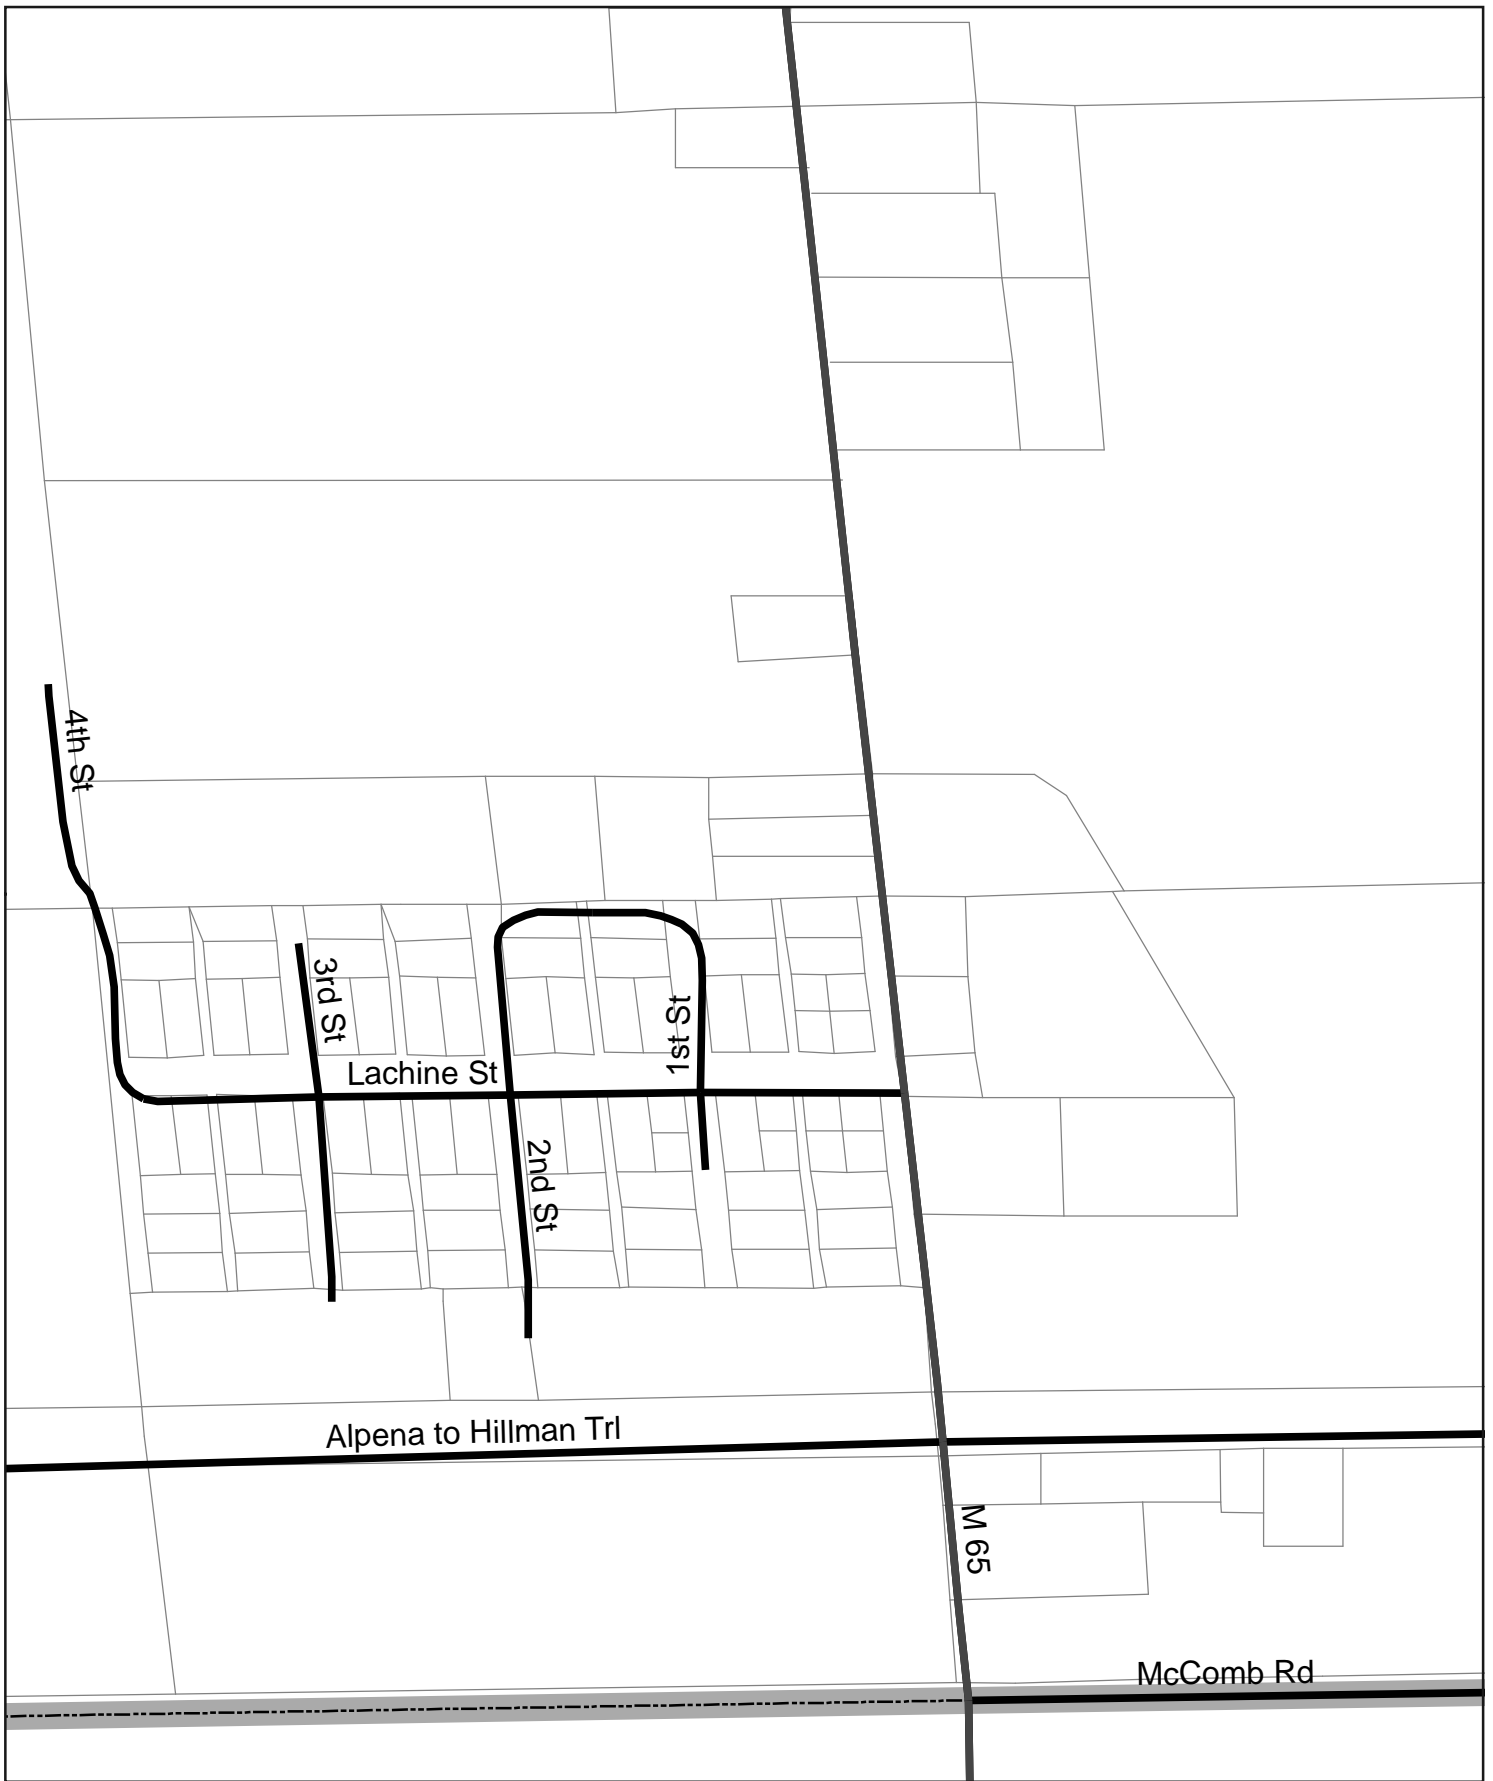 4th St
3rd St
1st St
Lachine St
2nd St
Alpena to Hillman Trl
M 65
McComb Rd